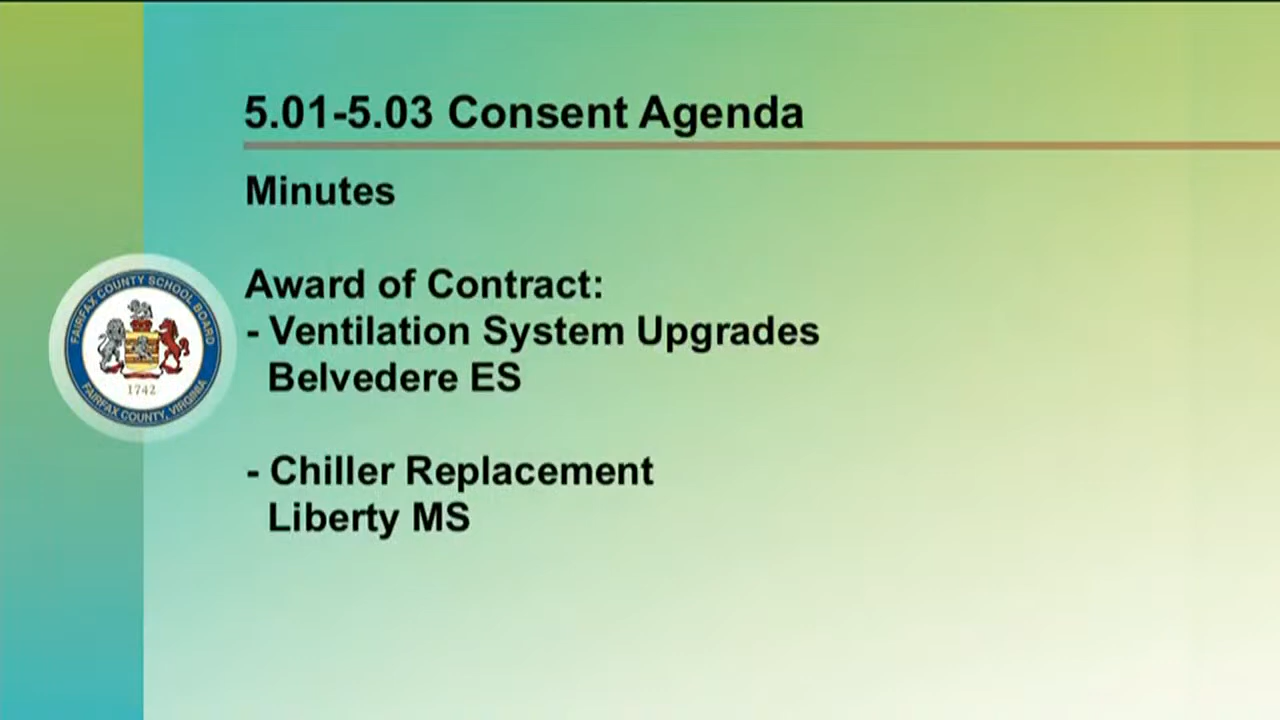 5.01-5.03 Consent Agenda
Minutes
Award of Contract:
- Ventilation System Upgrades
Belvedere ES
- Chiller Replacement
Liberty MS
FAIRFAX COUNTY SCHOOL BOARD
1742
FAIRFAX COUNTY, VIRGINIA